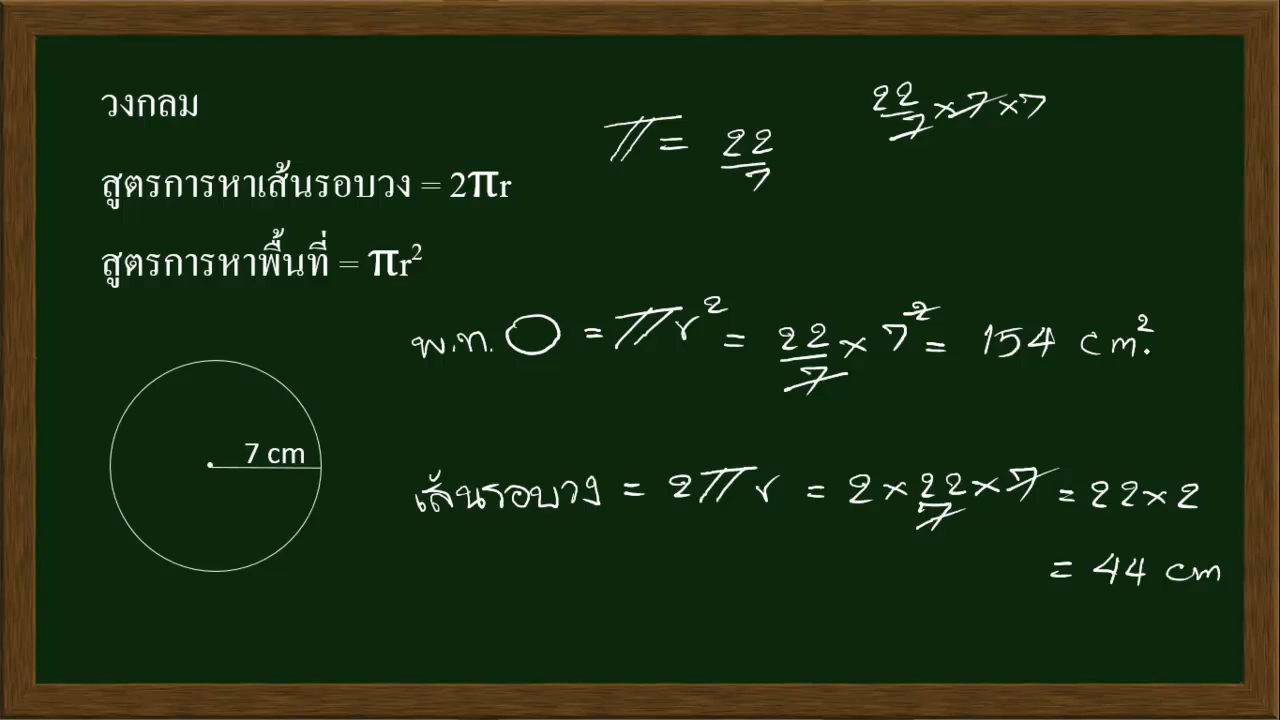 วงกลม
π = 22/7
22/7 × 7 × 7
สูตรการหาเส้นรอบวง = 2πr
สูตรการหาพื้นที่ = πr²
พ.ท. ○ = πr² = 22/7 × 7² = 154 cm².
7 cm
เส้นรอบวง = 2πr = 2 × 22/7 × 7 = 22 × 2
= 44 cm